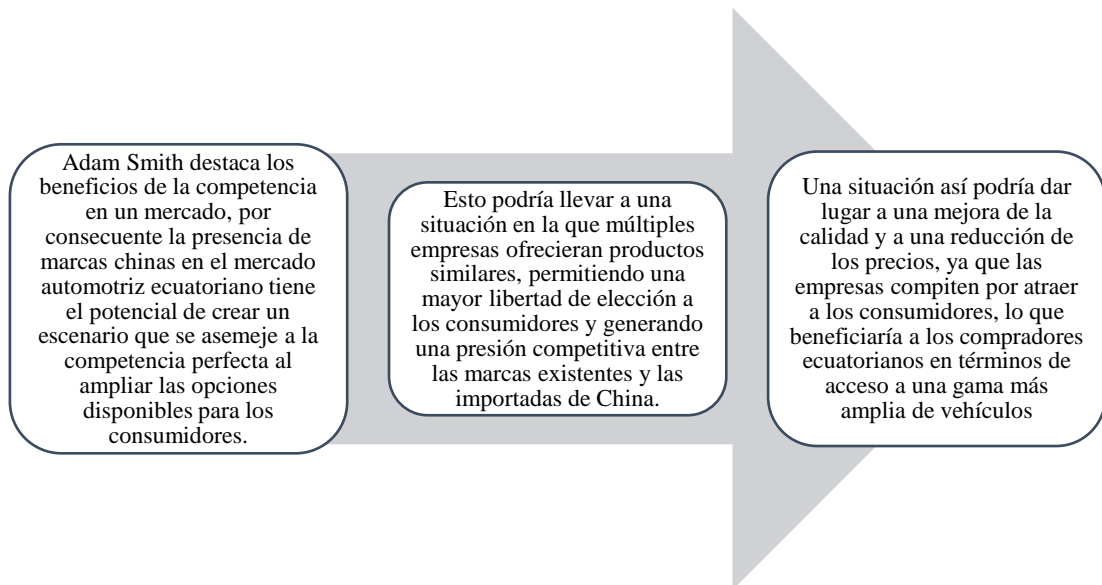 Adam Smith destaca los
beneficios de la competencia
en un mercado, por
consecuente la presencia de
marcas chinas en el mercado
automotriz ecuatoriano tiene
el potencial de crear un
escenario que se asemeje a la
competencia perfecta al
ampliar las opciones
disponibles para los
consumidores.
Esto podría llevar a una
situación en la que múltiples
empresas ofrecieran productos
similares, permitiendo una
mayor libertad de elección a
los consumidores y generando
una presión competitiva entre
las marcas existentes y las
importadas de China.
Una situación así podría dar
lugar a una mejora de la
calidad y a una reducción de
los precios, ya que las
empresas compiten por atraer
a los consumidores, lo que
beneficiaría a los compradores
ecuatorianos en términos de
acceso a una gama más
amplia de vehículos